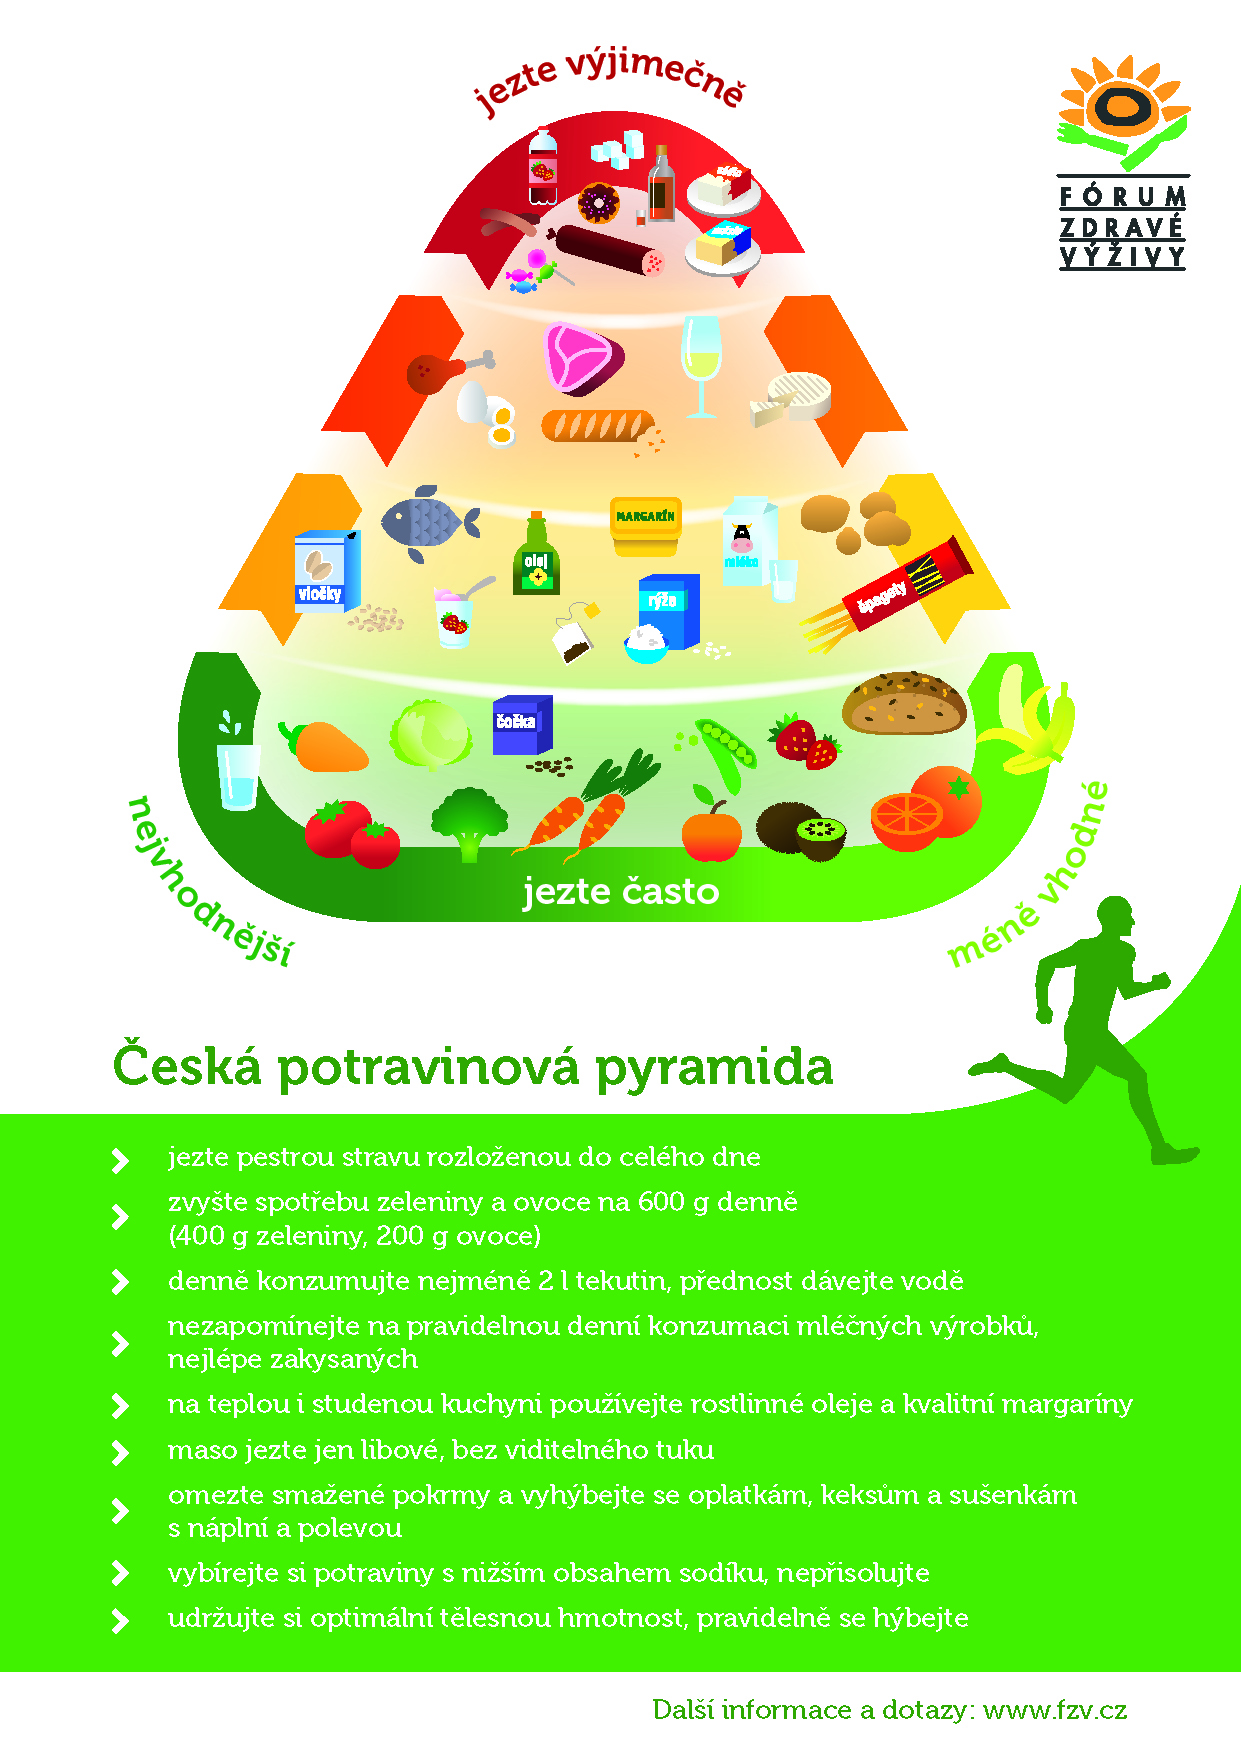 jezte výjimečně
FÓRUM
ZDRAVÉ
VÝŽIVY
MARGARÍN
olej
vločky
rýže
mléko
špagety
čočka
jezte často
nejvhodnější
méně vhodné
Česká potravinová pyramida
jezte pestrou stravu rozloženou do celého dne
zvyšte spotřebu zeleniny a ovoce na 600 g denně
(400 g zeleniny, 200 g ovoce)
denně konzumujte nejméně 2 l tekutin, přednost dávejte vodě
nezapomínejte na pravidelnou denní konzumaci mléčných výrobků,
nejlépe zakysaných
na teplou i studenou kuchyni používejte rostlinné oleje a kvalitní margaríny
maso jezte jen libové, bez viditelného tuku
omezte smažené pokrmy a vyhýbejte se oplatkám, keksům a sušenkám
s náplní a polevou
vybírejte si potraviny s nižším obsahem sodíku, nepřisolujte
udržujte si optimální tělesnou hmotnost, pravidelně se hýbejte
Další informace a dotazy: www.fzv.cz